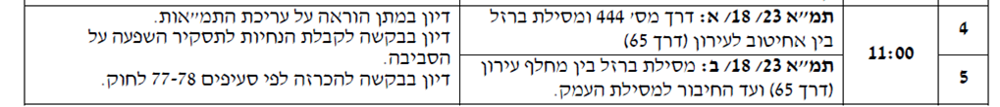 4
11:00
תמ״א 23/ 18/ א: דרך מס׳ 444 ומסילת ברזל
בין אחיטוב לעירון (דרך 65)
דיון במתן הוראה על עריכת התמ״אות.
דיון בבקשה לקבלת הנחיות לתסקיר השפעה על
הסביבה.
דיון בבקשה להכרזה לפי סעיפים 77-78 לחוק.
5
תמ״א 23/ 18/ ב: מסילת ברזל בין מחלף עירון
(דרך 65) ועד החיבור למסילת העמק.